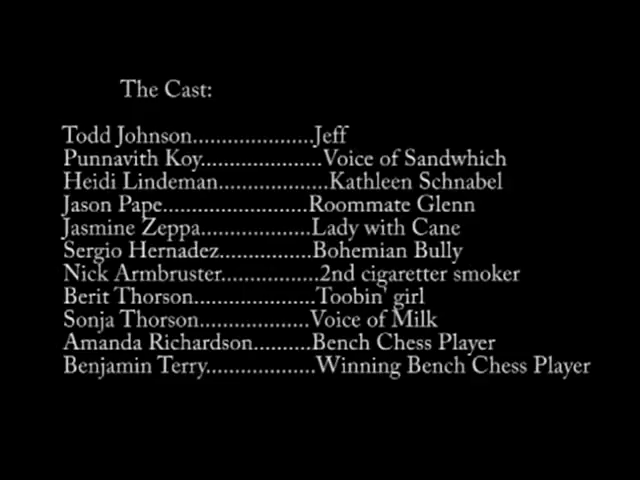 The Cast:
Todd Johnson.....................Jeff
Punnavith Koy.....................Voice of Sandwhich
Heidi Lindeman...................Kathleen Schnabel
Jason Pape.........................Roommate Glenn
Jasmine Zeppa...................Lady with Cane
Sergio Hernadez................Bohemian Bully
Nick Armbruster.................2nd cigaretter smoker
Berit Thorson.....................Toobin' girl
Sonja Thorson...................Voice of Milk
Amanda Richardson..........Bench Chess Player
Benjamin Terry...................Winning Bench Chess Player